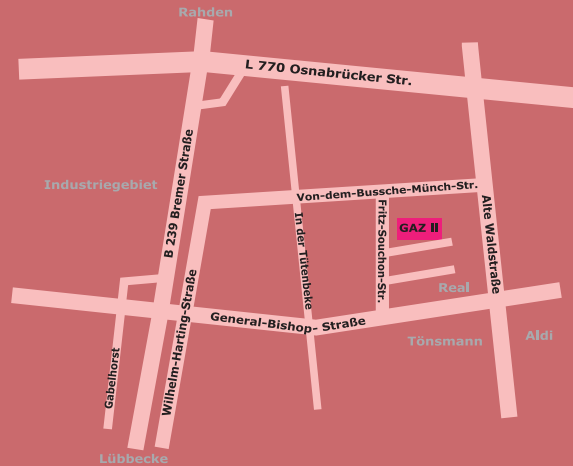 Rahden
L 770 Osnabrücker Str.
B 239 Bremer Straße
Industriegebiet
Von-dem-Bussche-Münch-Str.
In der Tütenbeke
Fritz-Souchon-Str.
GAZ II
Alte Waldstraße
Real
Wilhelm-Harting-Straße
General-Bishop- Straße
Tönsmann
Aldi
Gabelhorst
Lübbecke